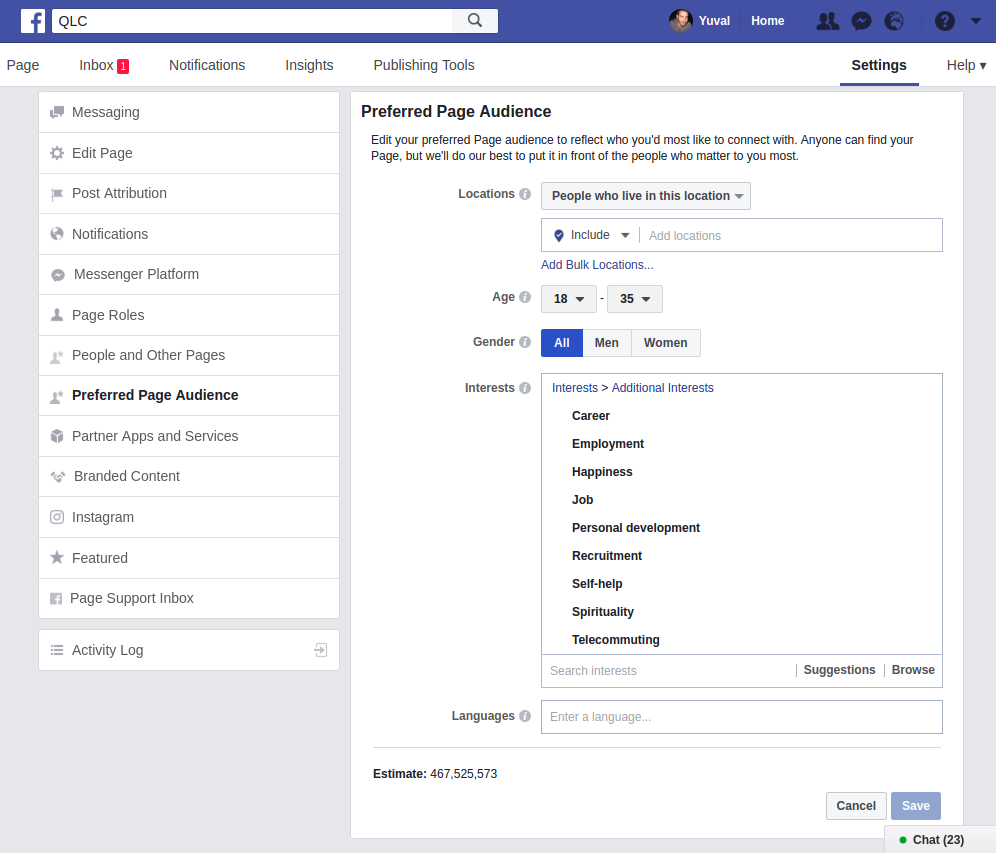 QLC
Yuval Home
Page Inbox 1 Notifications Insights Publishing Tools Settings Help ▾
Messaging
Edit Page
Post Attribution
Notifications
Messenger Platform
Page Roles
People and Other Pages
Preferred Page Audience
Partner Apps and Services
Branded Content
Instagram
Featured
Page Support Inbox
Activity Log
Preferred Page Audience
Edit your preferred Page audience to reflect who you'd most like to connect with. Anyone can find your
Page, but we'll do our best to put it in front of the people who matter to you most.
Locations People who live in this location
Include Add locations
Add Bulk Locations...
Age 18 - 35
Gender All Men Women
Interests Interests > Additional Interests
Career
Employment
Happiness
Job
Personal development
Recruitment
Self-help
Spirituality
Telecommuting
Search interests Suggestions Browse
Languages Enter a language...
Estimate: 467,525,573
Cancel Save
Chat (23)